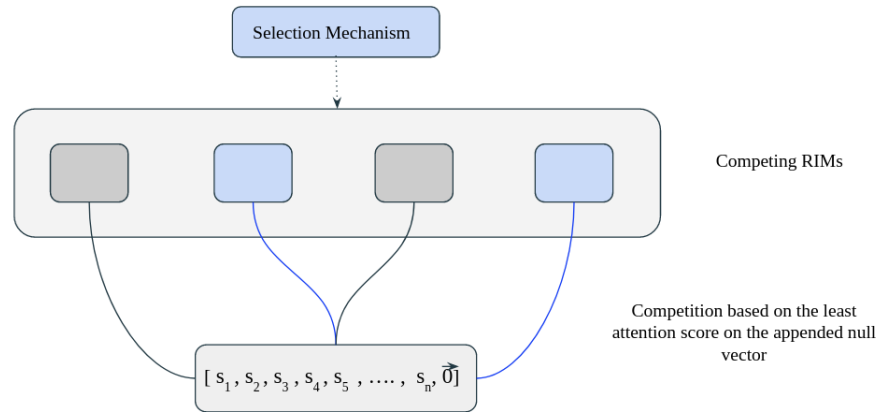 Selection Mechanism
Competing RIMs
Competition based on the least
attention score on the appended null
vector
[ s₁ , s₂ , s₃ , s₄ , s₅ , .... , sₙ, 0⃗]